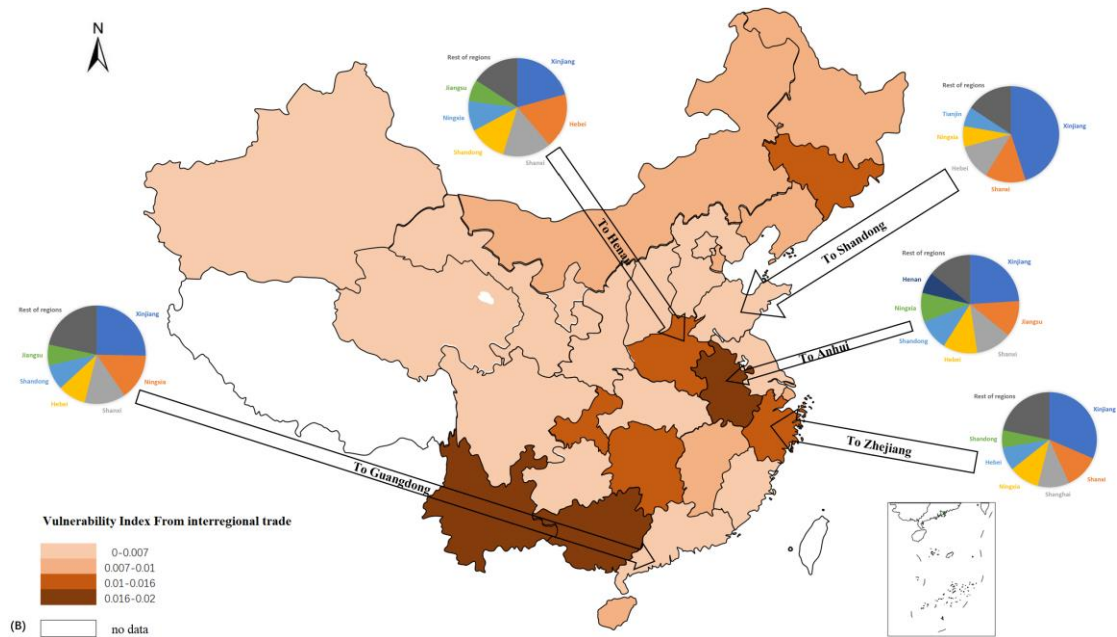 N
Rest of regions
Xinjiang
Jiangsu
Ningxia
Hebei
Shandong
Shanxi
To Henan
Rest of regions
Tianjin
Xinjiang
Ningxia
Hebei
Shanxi
To Shandong
Rest of regions
Xinjiang
Henan
Ningxia
Jiangsu
Shandong
Shanxi
Hebei
To Anhui
Rest of regions
Xinjiang
Jiangsu
Shandong
Ningxia
Hebei
Shanxi
To Guangdong
Rest of regions
Xinjiang
Shandong
Hebei
Shanxi
Ningxia
Shanghai
To Zhejiang
Vulnerability Index From interregional trade
0-0.007
0.007-0.01
0.01-0.016
0.016-0.02
(B)
no data